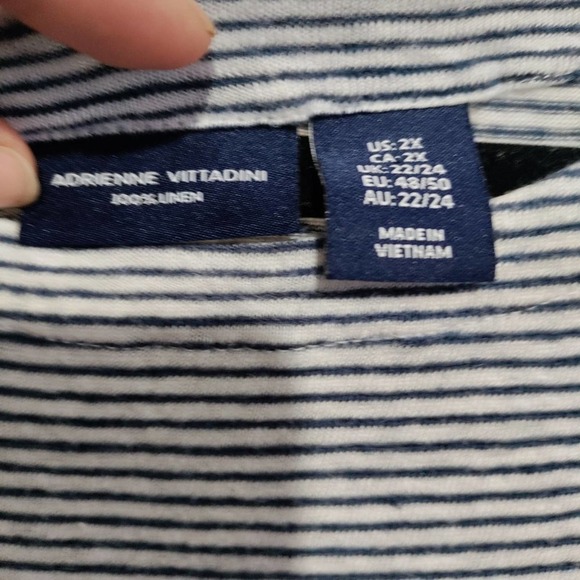 ADRIENNE VITTADINI
100% LINEN
US: 2X
CA- 2X
UK: 22/24
EU: 48/50
AU: 22/24
MADE IN
VIETNAM